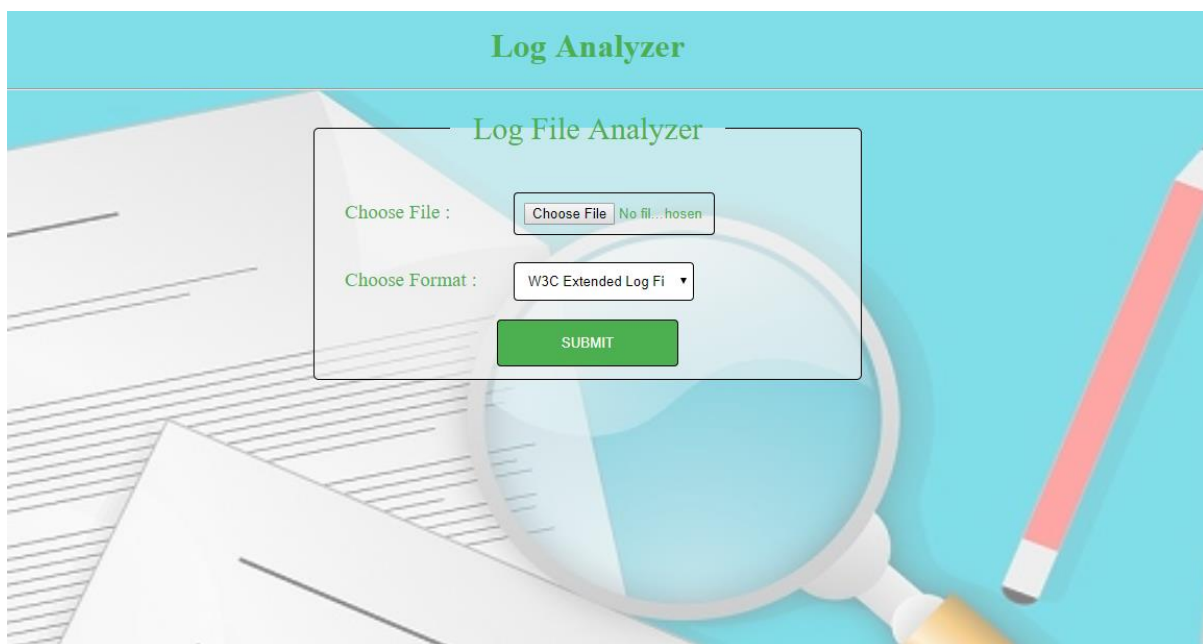 Log Analyzer
Log File Analyzer
Choose File : Choose File No fil...hosen
Choose Format : W3C Extended Log Fi
SUBMIT